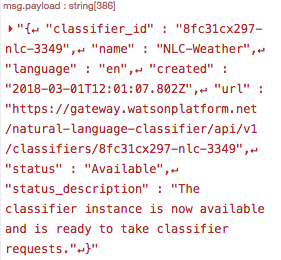 msg.payload : string[386]
▸"{↵ "classifier_id" : "8fc31cx297-
nlc-3349",↵ "name" : "NLC-Weather",↵
"language" : "en",↵ "created" :
"2018-03-01T12:01:07.802Z",↵ "url" :
"https://gateway.watsonplatform.net
/natural-language-classifier/api/v1
/classifiers/8fc31cx297-nlc-3349",↵
"status" : "Available",↵
"status_description" : "The
classifier instance is now available
and is ready to take classifier
requests."↵}"